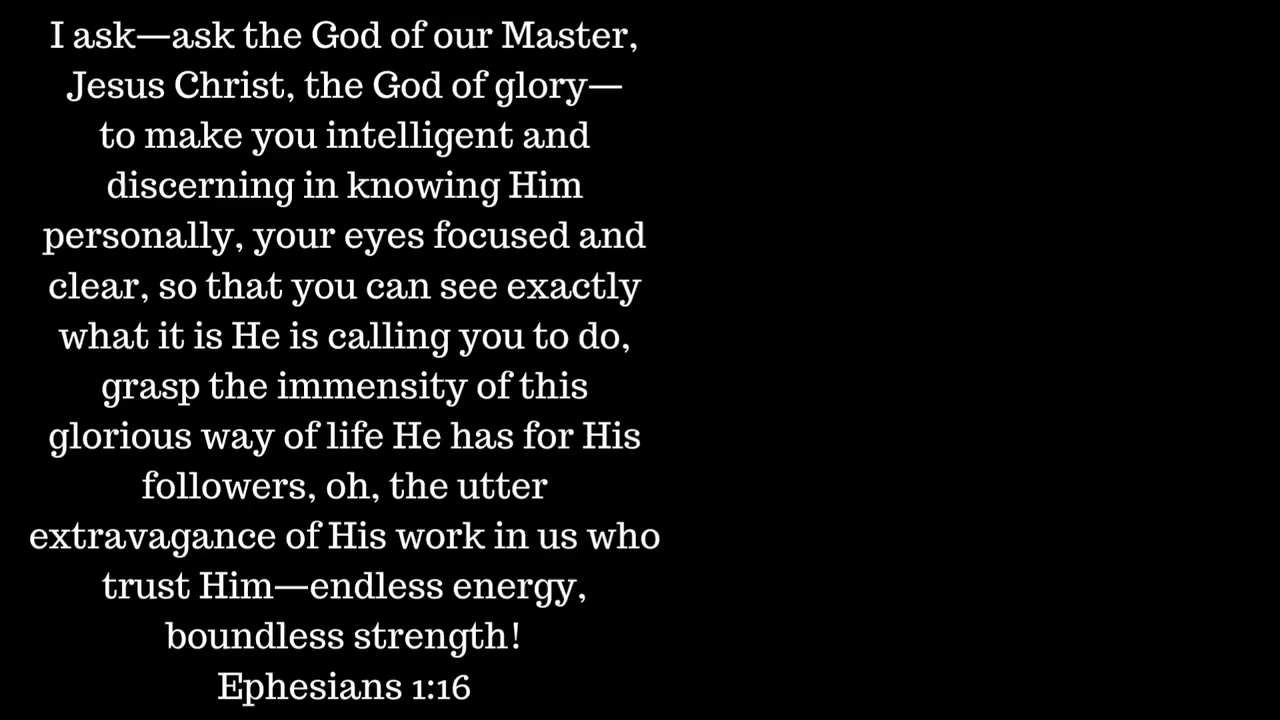 I ask—ask the God of our Master,
Jesus Christ, the God of glory—
to make you intelligent and
discerning in knowing Him
personally, your eyes focused and
clear, so that you can see exactly
what it is He is calling you to do,
grasp the immensity of this
glorious way of life He has for His
followers, oh, the utter
extravagance of His work in us who
trust Him—endless energy,
boundless strength!
Ephesians 1:16